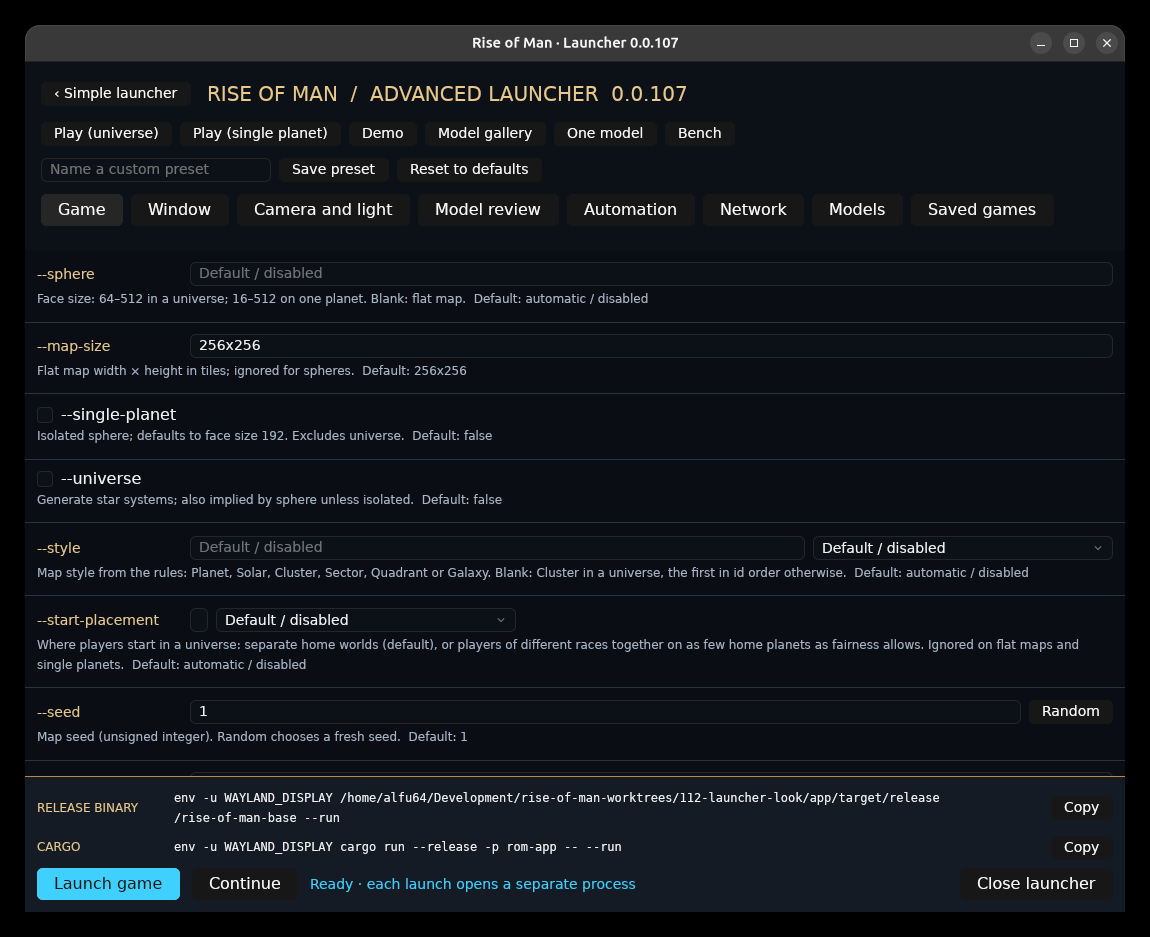 Rise of Man · Launcher 0.0.107
‹ Simple launcher RISE OF MAN / ADVANCED LAUNCHER 0.0.107
Play (universe) Play (single planet) Demo Model gallery One model Bench
Name a custom preset Save preset Reset to defaults
Game Window Camera and light Model review Automation Network Models Saved games
--sphere Default / disabled
Face size: 64–512 in a universe; 16–512 on one planet. Blank: flat map. Default: automatic / disabled
--map-size 256x256
Flat map width × height in tiles; ignored for spheres. Default: 256x256
--single-planet
Isolated sphere; defaults to face size 192. Excludes universe. Default: false
--universe
Generate star systems; also implied by sphere unless isolated. Default: false
--style Default / disabled Default / disabled
Map style from the rules: Planet, Solar, Cluster, Sector, Quadrant or Galaxy. Blank: Cluster in a universe, the first in id order otherwise. Default: automatic / disabled
--start-placement Default / disabled
Where players start in a universe: separate home worlds (default), or players of different races together on as few home planets as fairness allows. Ignored on flat maps and
single planets. Default: automatic / disabled
--seed 1 Random
Map seed (unsigned integer). Random chooses a fresh seed. Default: 1
RELEASE BINARY env -u WAYLAND_DISPLAY /home/alfu64/Development/rise-of-man-worktrees/112-launcher-look/app/target/release
/rise-of-man-base --run Copy
CARGO env -u WAYLAND_DISPLAY cargo run --release -p rom-app -- --run Copy
Launch game Continue Ready · each launch opens a separate process Close launcher